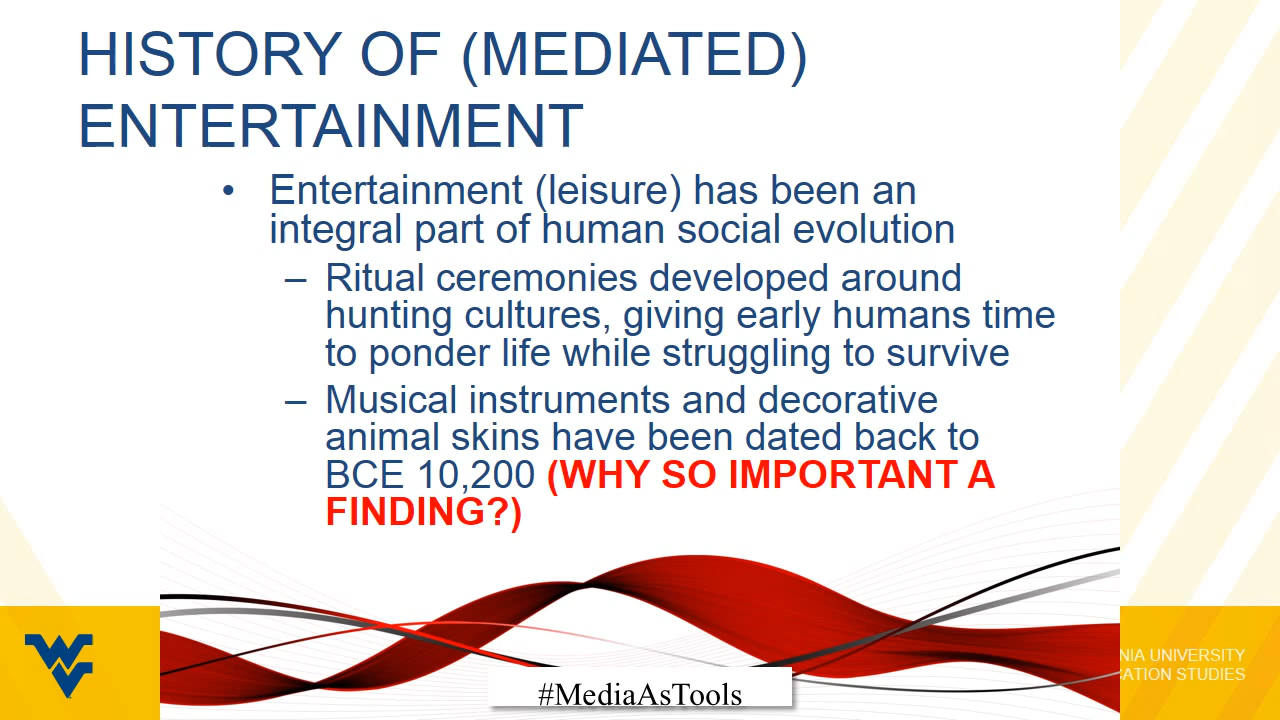 HISTORY OF (MEDIATED)
ENTERTAINMENT
• Entertainment (leisure) has been an
integral part of human social evolution
– Ritual ceremonies developed around
hunting cultures, giving early humans time
to ponder life while struggling to survive
– Musical instruments and decorative
animal skins have been dated back to
BCE 10,200 (WHY SO IMPORTANT A
FINDING?)
#MediaAsTools
NIA UNIVERSITY
CATION STUDIES